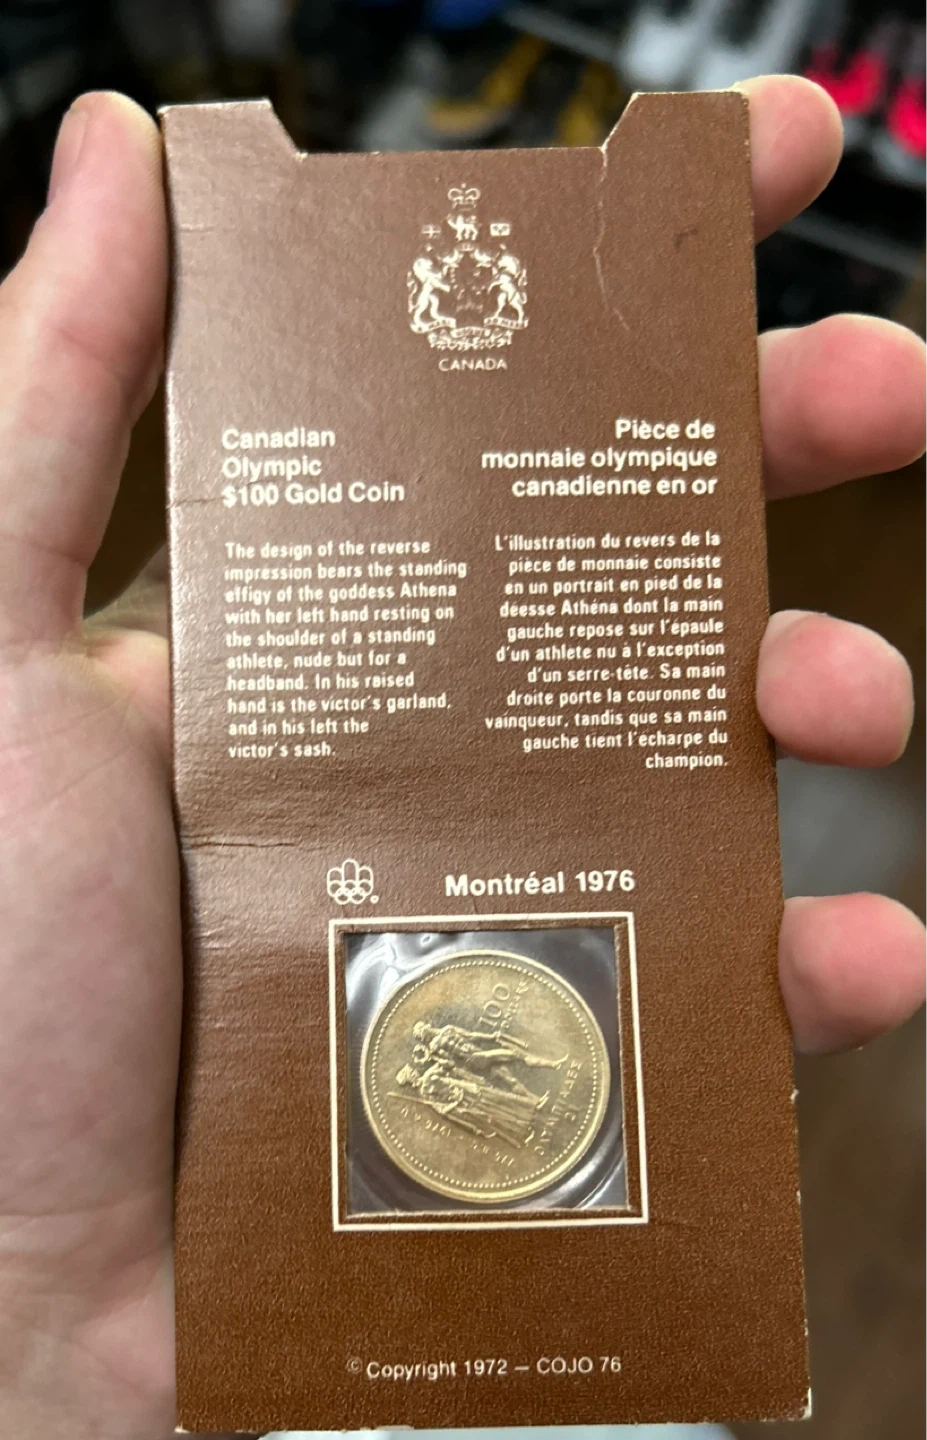 CANADA
Canadian
Olympic
$100 Gold Coin
Pièce de
monnaie olympique
canadienne en or
The design of the reverse
impression bears the standing
effigy of the goddess Athena
with her left hand resting on
the shoulder of a standing
athlete, nude but for a
headband. In his raised
hand is the victor's garland,
and in his left the
victor's sash.
L'illustration du revers de la
pièce de monnaie consiste
en un portrait en pied de la
déesse Athéna dont la main
gauche repose sur l'épaule
d'un athlète nu à l'exception
d'un serre-tête. Sa main
droite porte la couronne du
vainqueur, tandis que sa main
gauche tient l'écharpe du
champion.
Montréal 1976
100
© Copyright 1972 — COJO 76